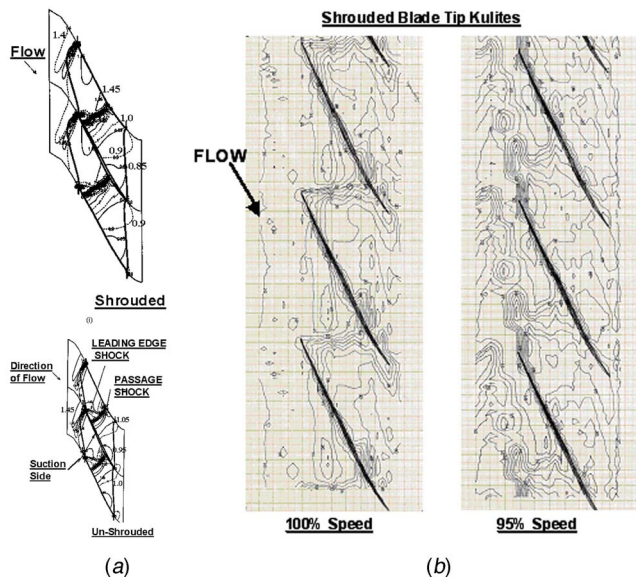 Shrouded Blade Tip Kulites
Flow
1.4
1.45
1.0
0.9
0.85
0.9
Shrouded
(i)
LEADING EDGE
SHOCK
Direction
of Flow
PASSAGE
SHOCK
1.45
1.05
0.95
1.0
Suction
Side
Un-Shrouded
FLOW
100% Speed
95% Speed
(a)
(b)